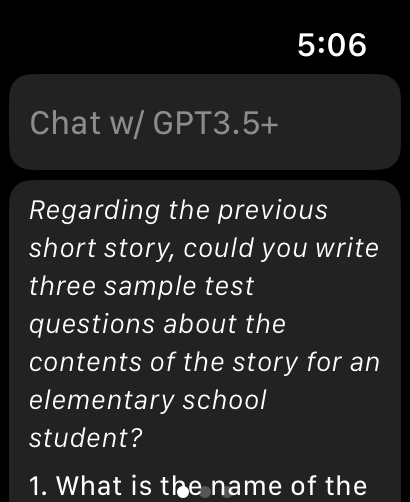 5:06
Chat w/ GPT3.5+
Regarding the previous
short story, could you write
three sample test
questions about the
contents of the story for an
elementary school
student?
1. What is the name of the